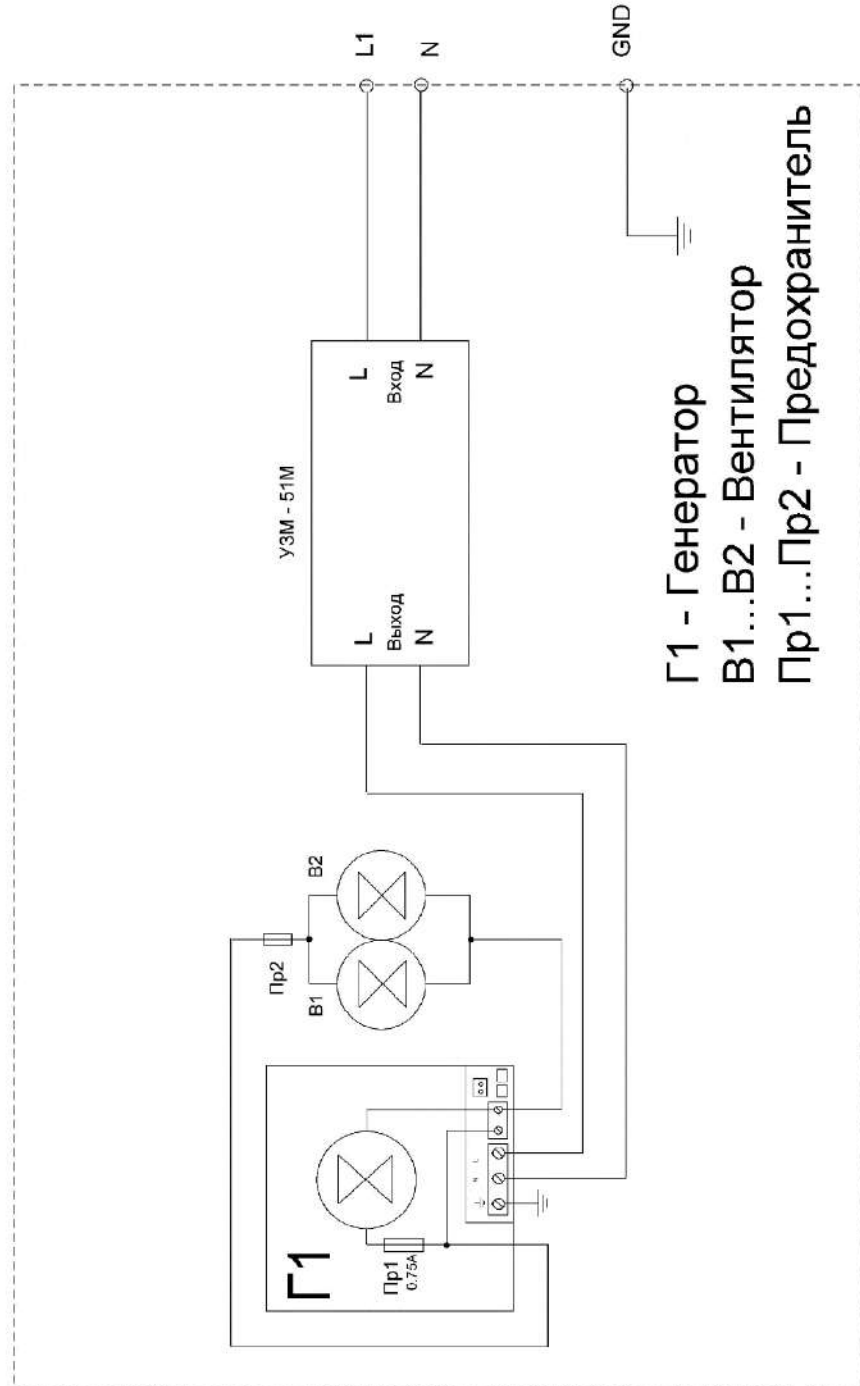 Г1
Пр1
0.75А
N
L
В1
В2
Пр2
УЗМ - 51М
L
Выход
N
L
Вход
N
L1
N
GND
Г1 - Генератор
В1...В2 - Вентилятор
Пр1...Пр2 - Предохранитель